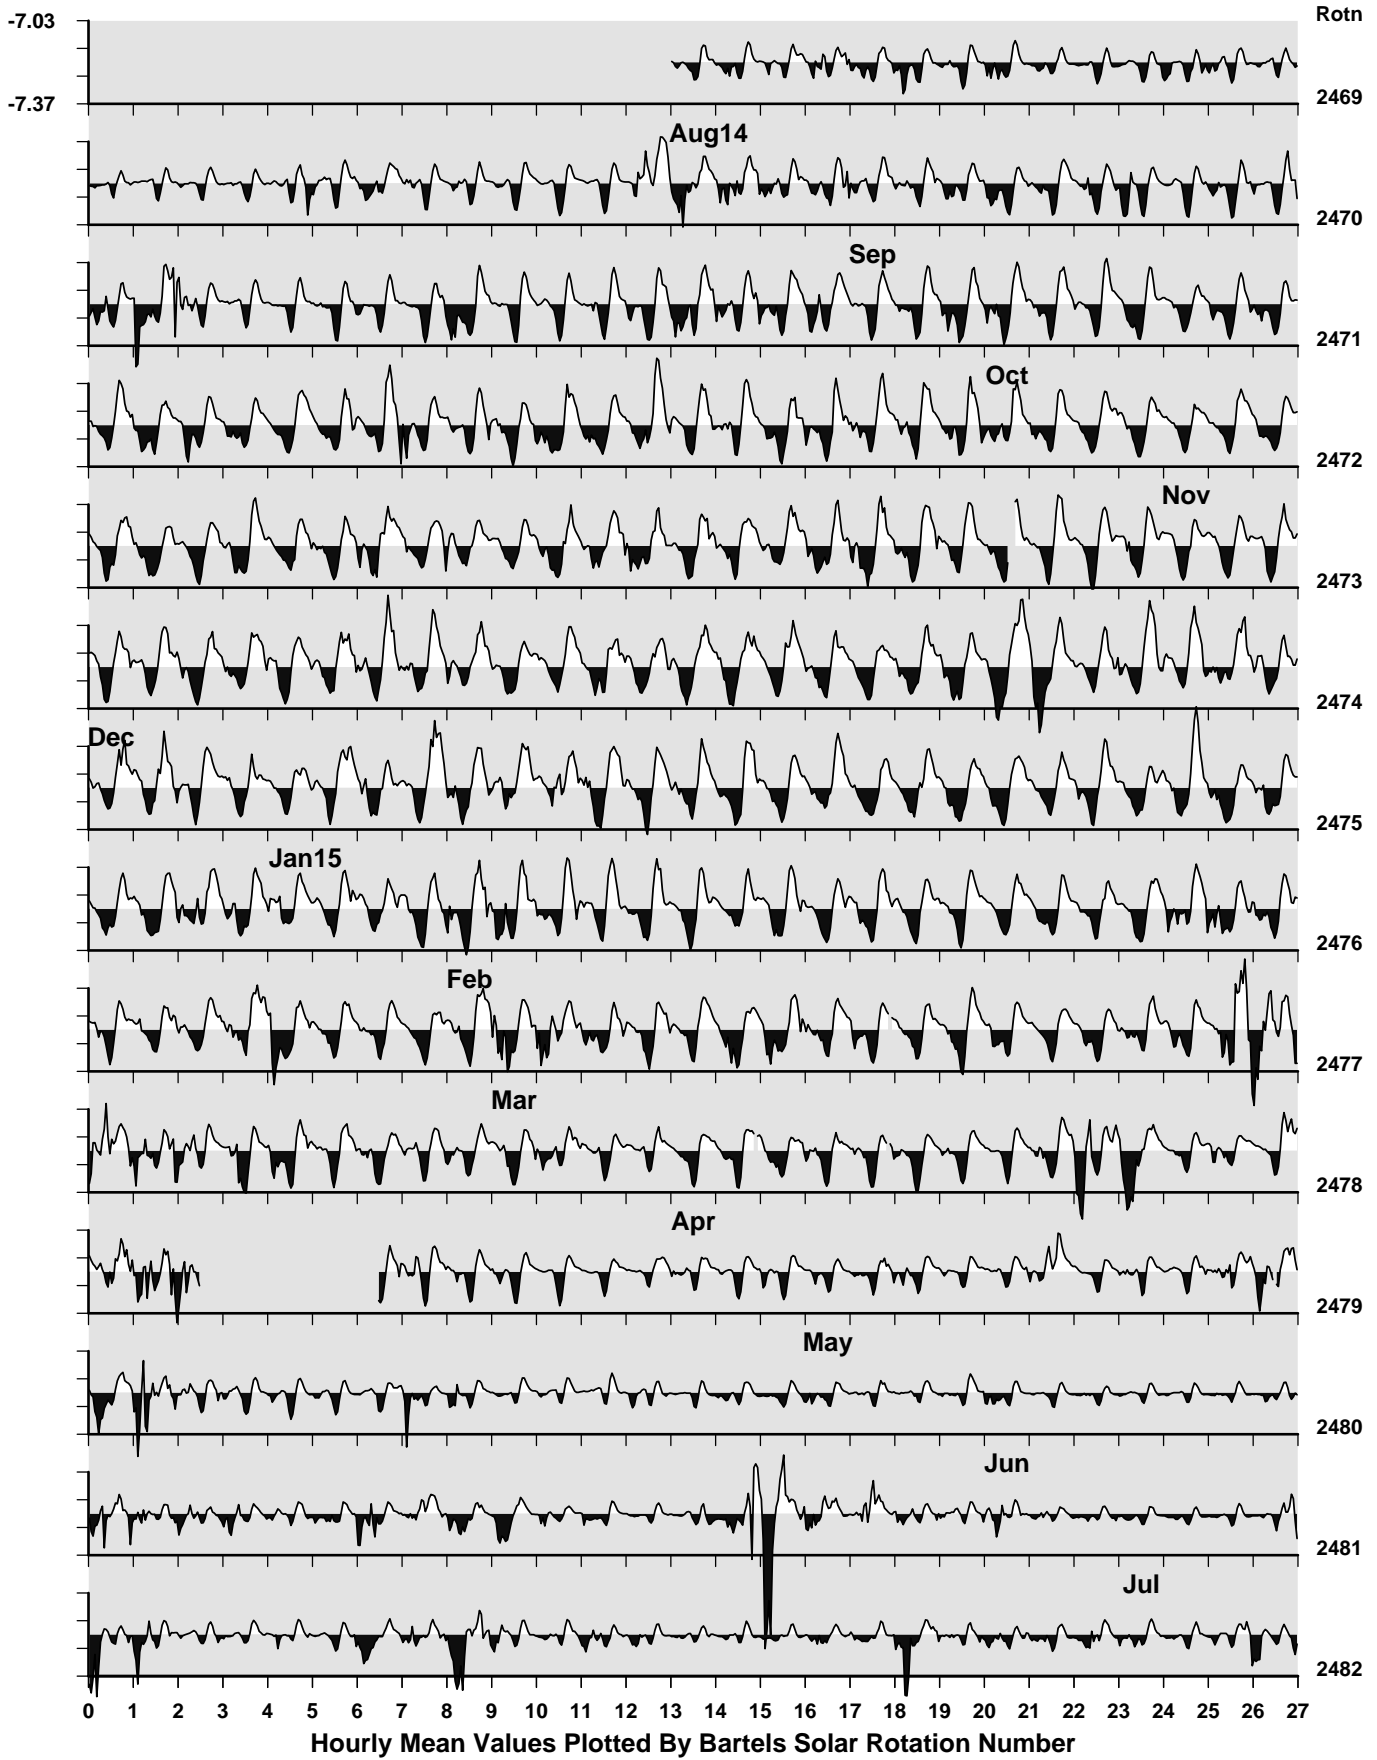 -7.03 Rotn
-7.37 2469
Aug14
2470
Sep
2471
Oct
2472
Nov
2473
2474
Dec
2475
Jan15
2476
Feb
2477
Mar
2478
Apr
2479
May
2480
Jun
2481
Jul
2482
0 1 2 3 4 5 6 7 8 9 10 11 12 13 14 15 16 17 18 19 20 21 22 23 24 25 26 27
Hourly Mean Values Plotted By Bartels Solar Rotation Number